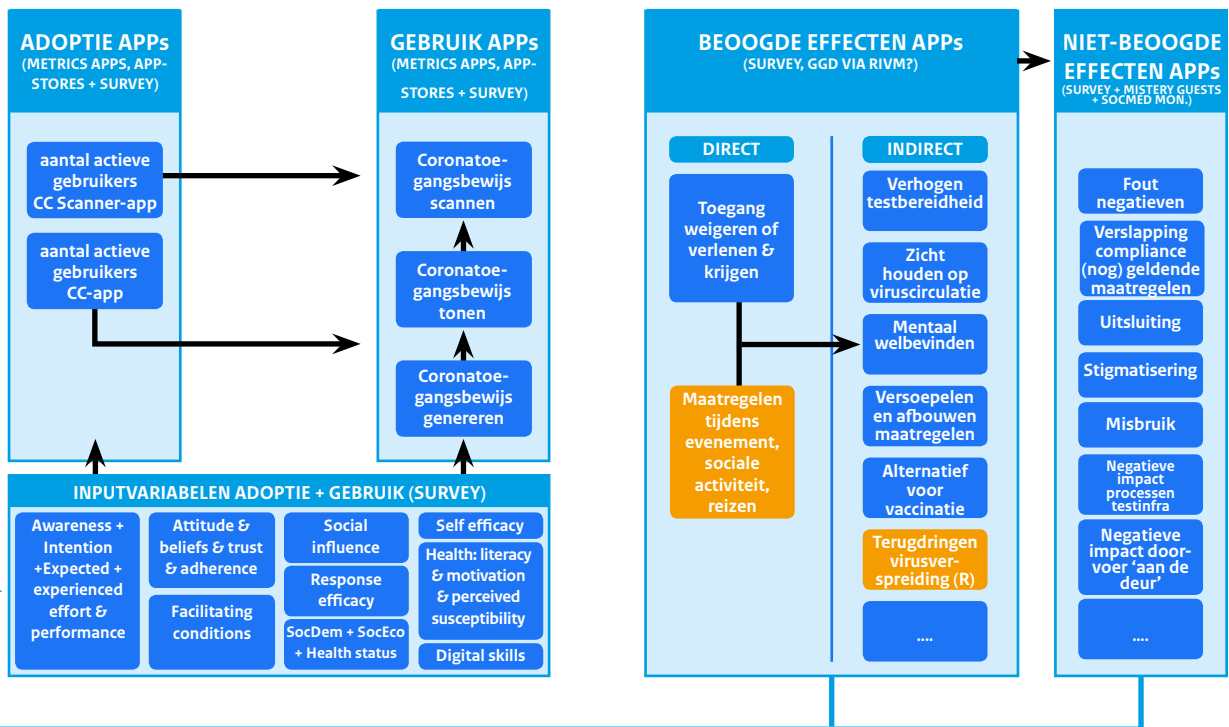 ADOPTIE APPs
(METRICS APPS, APP-
STORES + SURVEY)
aantal actieve
gebruikers
CC Scanner-app
aantal actieve
gebruikers
CC-app
GEBRUIK APPs
(METRICS APPS, APP-
STORES + SURVEY)
Coronatoe-
gangsbewijs
scannen
Coronatoe-
gangsbewijs
tonen
Coronatoe-
gangsbewijs
genereren
INPUTVARIABELEN ADOPTIE + GEBRUIK (SURVEY)
Awareness +
Intention
+Expected +
experienced
effort &
performance
Attitude &
beliefs & trust
& adherence
Facilitating
conditions
Social
influence
Response
efficacy
SocDem + SocEco
+ Health status
Self efficacy
Health: literacy
& motivation
& perceived
susceptibility
Digital skills
BEOOGDE EFFECTEN APPs
(SURVEY, GGD VIA RIVM?)
DIRECT
Toegang
weigeren of
verlenen &
krijgen
Maatregelen
tijdens
evenement,
sociale
activiteit,
reizen
INDIRECT
Verhogen
testbereidheid
Zicht
houden op
viruscirculatie
Mentaal
welbevinden
Versoepelen
en afbouwen
maatregelen
Alternatief
voor
vaccinatie
Terugdringen
virusver-
spreiding (R)
....
NIET-BEOOGDE
EFFECTEN APPs
(SURVEY + MISTERY GUESTS
+ SOCMED MON.)
Fout
negatieven
Verslapping
compliance
(nog) geldende
maatregelen
Uitsluiting
Stigmatisering
Misbruik
Negatieve
impact
processen
testinfra
Negatieve
impact door-
voer ‘aan de
deur’
....